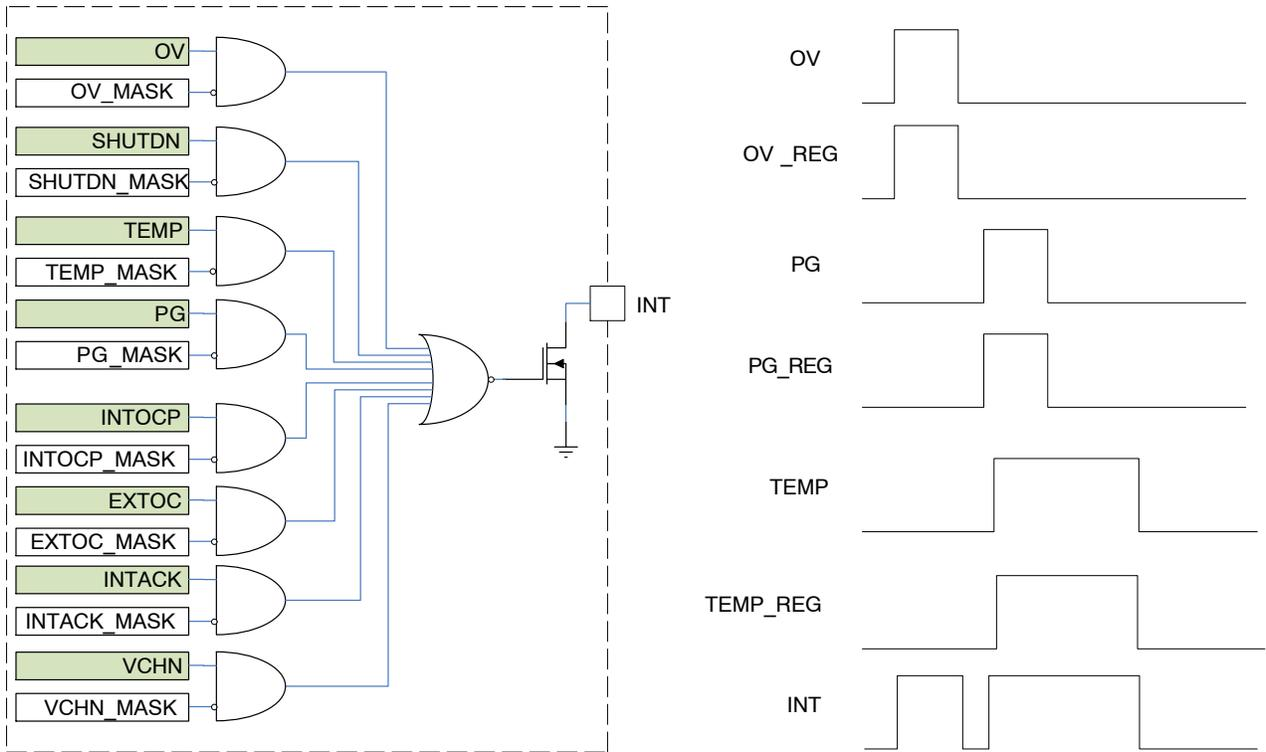 OV
OV_MASK
SHUTDN
SHUTDN_MASK
TEMP
TEMP_MASK
PG
PG_MASK
INTOCP
INTOCP_MASK
EXTOC
EXTOC_MASK
INTACK
INTACK_MASK
VCHN
VCHN_MASK
INT
OV
OV _REG
PG
PG_REG
TEMP
TEMP_REG
INT